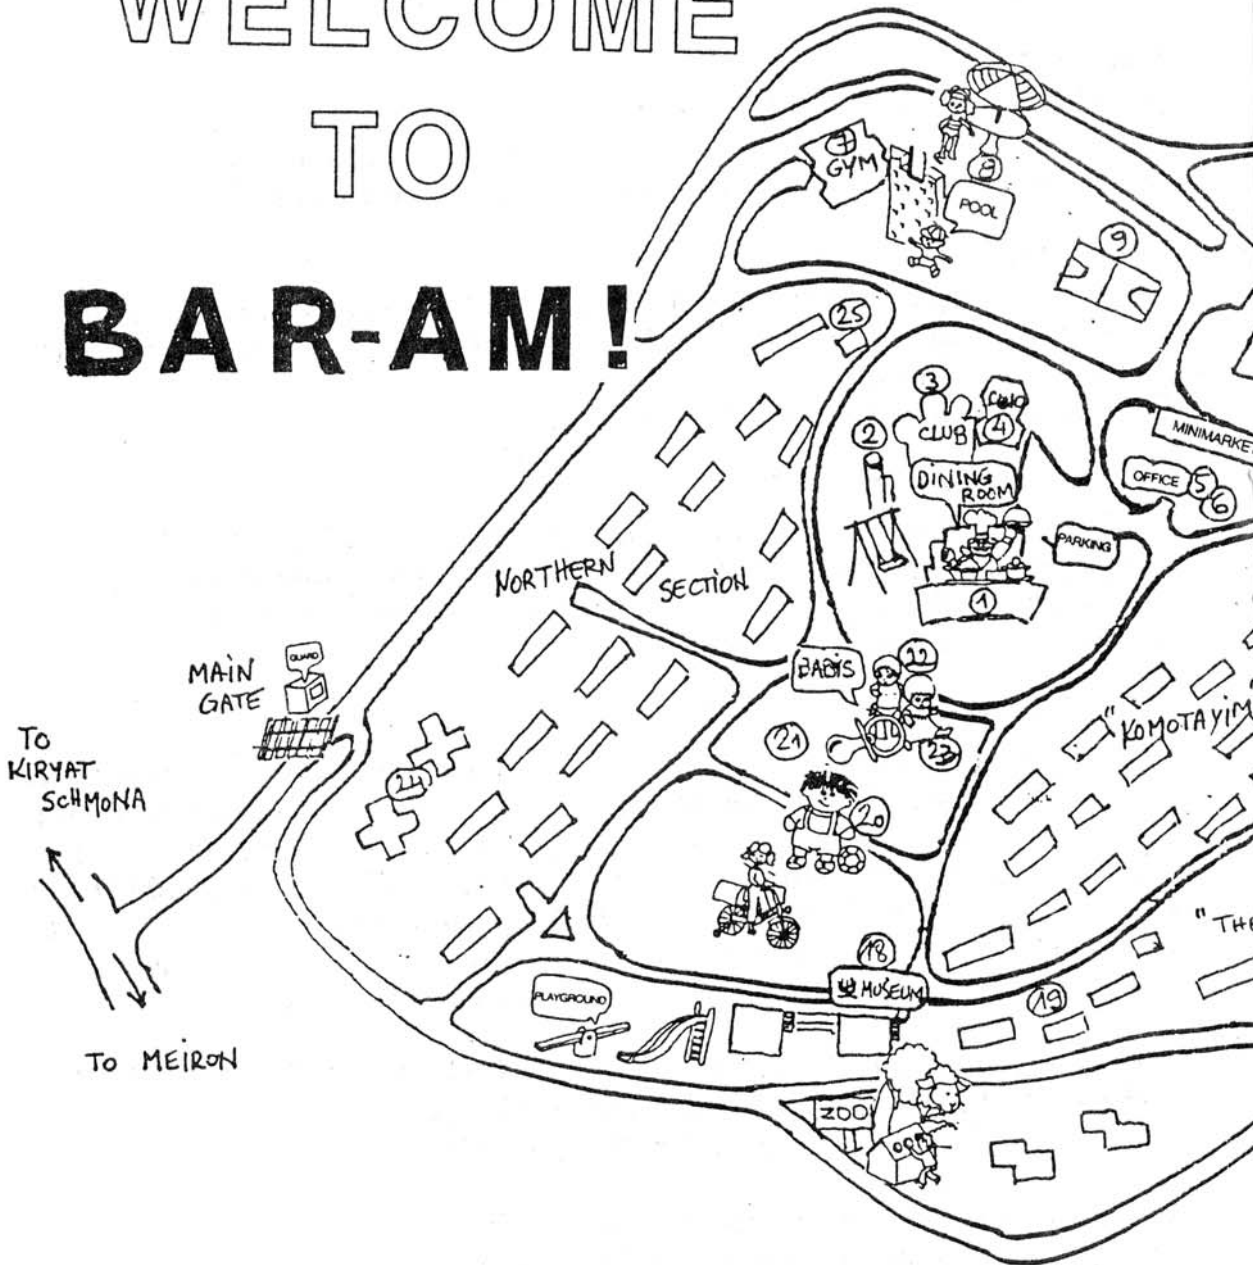 WELCOME
TO
BAR-AM!
7
GYM
8
POOL
9
25
3
CLUB
4
2
DINING
ROOM
1
PARKING
MINIMARKE
OFFICE
5
6
NORTHERN
SECTION
MAIN
GATE
GUARD
TO
KIRYAT
SCHMONA
TO MEIRON
BABYS
22
21
23
20
24
"KOMOTAYIM"
"THE
18
MUSEUM
19
PLAYGROUND
ZOO